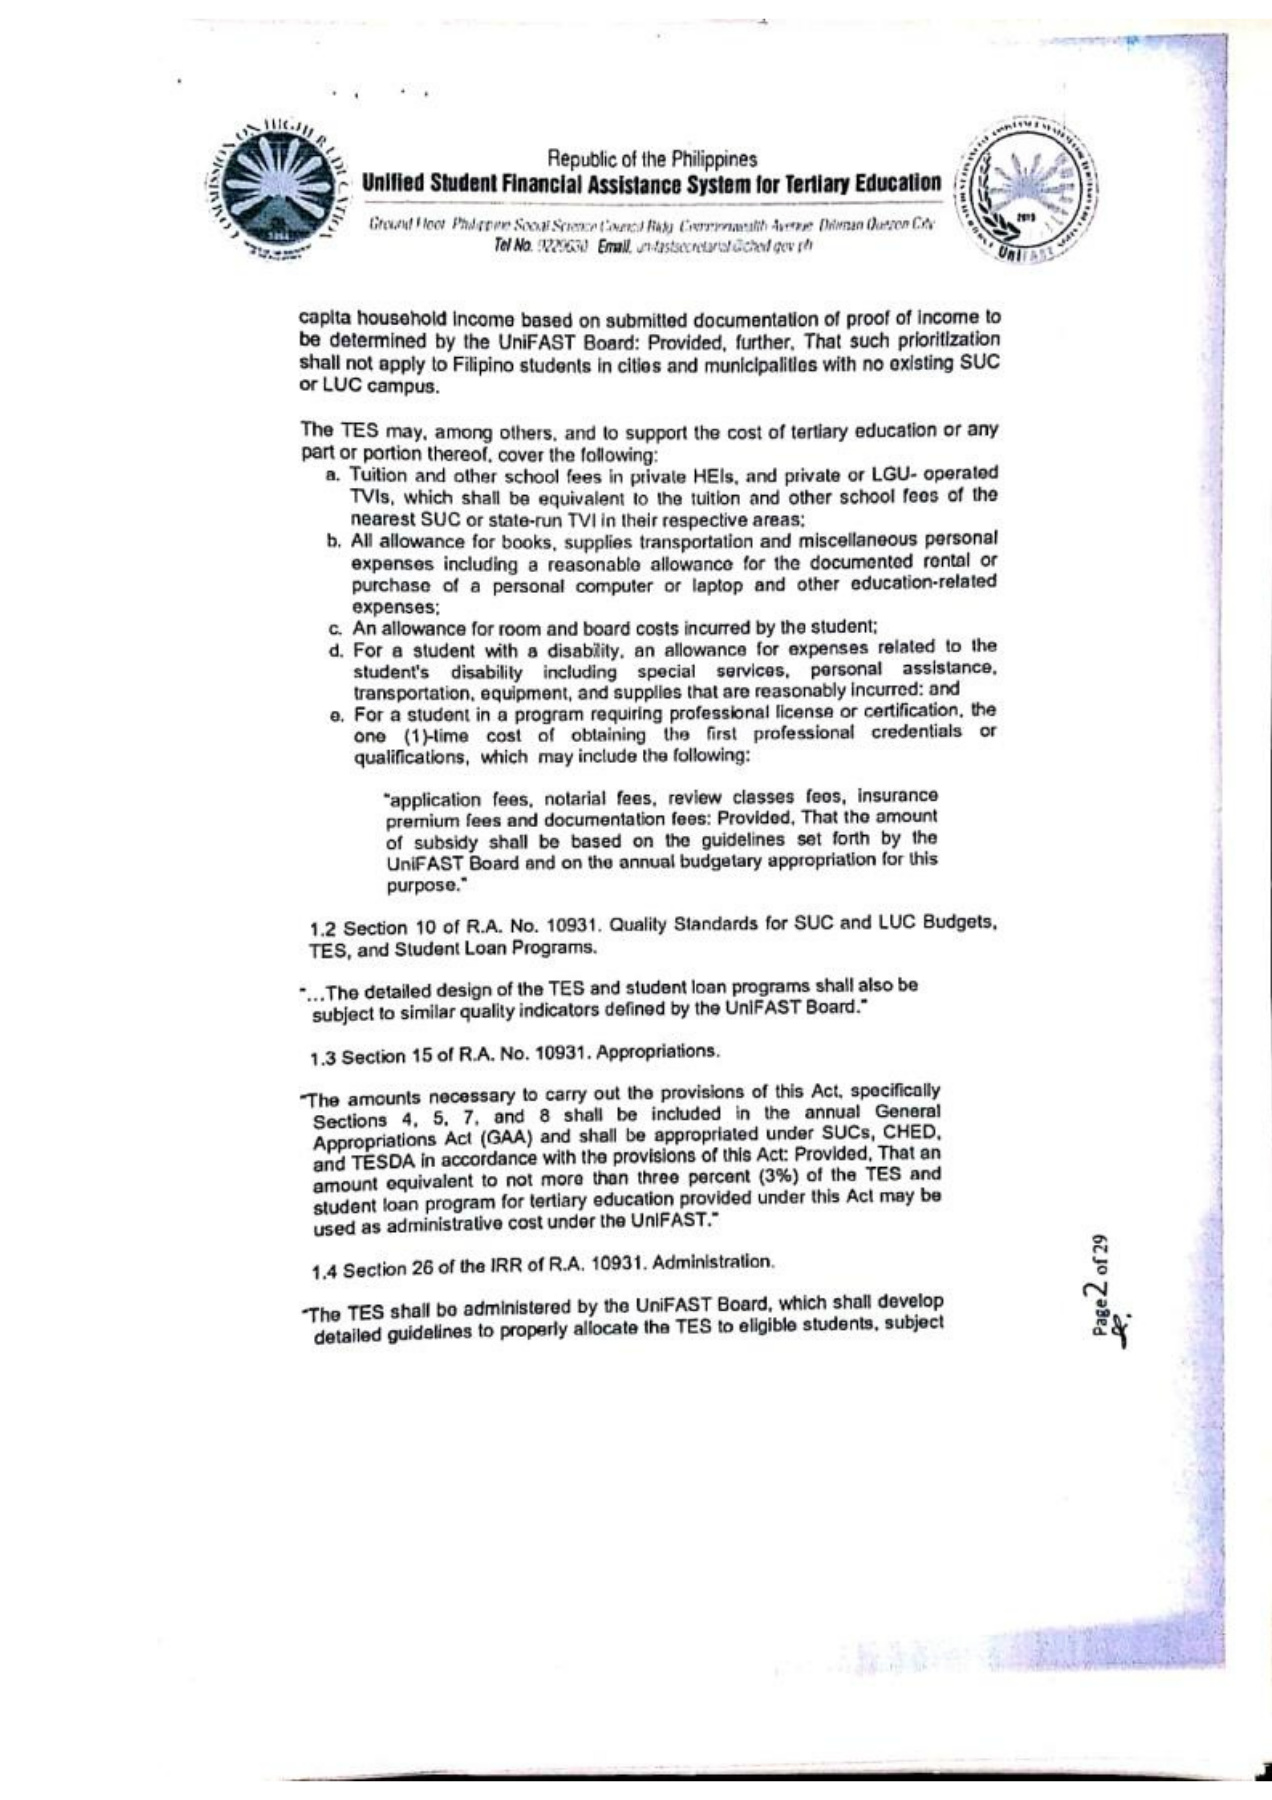 COMMISSION ON HIGHER EDUCATION
1994
Republic of the Philippines
Unified Student Financial Assistance System for Tertiary Education
Ground Floor Philippine Social Science Council Bldg Commonwealth Avenue Diliman Quezon City
Tel No. 9229630 Email.
2015
UniFAST
capita household Income based on submitted documentation of proof of income to
be determined by the UniFAST Board: Provided, further, That such prioritization
shall not apply to Filipino students in cities and municipalities with no existing SUC
or LUC campus.
The TES may, among others, and to support the cost of tertiary education or any
part or portion thereof, cover the following:
a. Tuition and other school fees in private HEIs, and private or LGU- operated
TVIs, which shall be equivalent to the tuition and other school fees of the
nearest SUC or state-run TVI in their respective areas;
b. All allowance for books, supplies transportation and miscellaneous personal
expenses including a reasonable allowance for the documented rental or
purchase of a personal computer or laptop and other education-related
expenses;
c. An allowance for room and board costs incurred by the student;
d. For a student with a disability, an allowance for expenses related to the
student's disability including special services, personal assistance,
transportation, equipment, and supplies that are reasonably incurred: and
e. For a student in a program requiring professional license or certification, the
one (1)-time cost of obtaining the first professional credentials or
qualifications, which may include the following:
"application fees, notarial fees, review classes fees, insurance
premium fees and documentation fees: Provided, That the amount
of subsidy shall be based on the guidelines set forth by the
UniFAST Board and on the annual budgetary appropriation for this
purpose."
1.2 Section 10 of R.A. No. 10931. Quality Standards for SUC and LUC Budgets,
TES, and Student Loan Programs.
"...The detailed design of the TES and student loan programs shall also be
subject to similar quality indicators defined by the UniFAST Board."
1.3 Section 15 of R.A. No. 10931. Appropriations.
"The amounts necessary to carry out the provisions of this Act, specifically
Sections 4, 5, 7, and 8 shall be included in the annual General
Appropriations Act (GAA) and shall be appropriated under SUCs, CHED,
and TESDA in accordance with the provisions of this Act: Provided, That an
amount equivalent to not more than three percent (3%) of the TES and
student loan program for tertiary education provided under this Act may be
used as administrative cost under the UniFAST."
1.4 Section 26 of the IRR of R.A. 10931. Administration.
"The TES shall be administered by the UniFAST Board, which shall develop
detailed guidelines to properly allocate the TES to eligible students, subject
Page 2 of 29